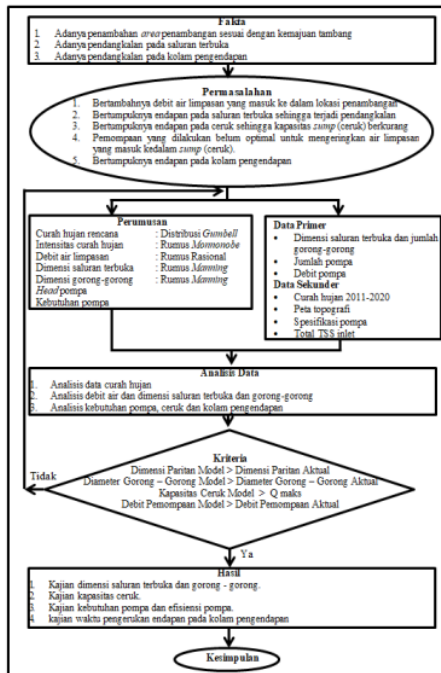 Fakta
1. Adanya penambahan area penambangan sesuai dengan kemajuan tambang
2. Adanya pendangkalan pada saluran terbuka
3. Adanya pendangkalan pada kolam pengendapan
Permasalahan
1. Bertambahnya debit air limpasan yang masuk ke dalam lokasi penambangan
2. Bertumpuknya endapan pada saluran terbuka sehingga terjadi pendangkalan
3. Bertumpuknya endapan pada ceruk sehingga kapasitas sump (ceruk) berkurang
4. Pemompaan yang dilakukan belum optimal untuk mengeringkan air limpasan
yang masuk kedalam sump (ceruk).
5. Bertumpuknya endapan pada kolam pengendapan
Perumusan
Curah hujan rencana : Distribusi Gumbell
Intensitas curah hujan : Rumus Mornonobe
Debit air limpasan : Rumus Rasional
Dimensi saluran terbuka : Rumus Manning
Dimensi gorong-gorong : Rumus Manning
Head pompa
Kebutuhan pompa
Data Primer
• Dimensi saluran terbuka dan jumlah
gorong-gorong
• Jumlah pompa
• Debit pompa
Data Sekunder
• Curah hujan 2011-2020
• Peta topografi
• Spesifikasi pompa
• Total TSS inlet
Analisis Data
1. Analisis data curah hujan
2. Analisis debit air dan dimensi saluran terbuka dan gorong-gorong
3. Analisis kebutuhan pompa, ceruk dan kolam pengendapan
Kriteria
Dimensi Paritan Model > Dimensi Paritan Aktual
Diameter Gorong – Gorong Model > Diameter Gorong – Gorong Aktual
Kapasitas Ceruk Model > Q maks
Debit Pemompaan Model > Debit Pemompaan Aktual
Tidak
Ya
Hasil
1. Kajian dimensi saluran terbuka dan gorong - gorong.
2. Kajian kapasitas ceruk.
3. Kajian kebutuhan pompa dan efisiensi pompa.
4. kajian waktu pengerukan endapan pada kolam pengendapan
Kesimpulan